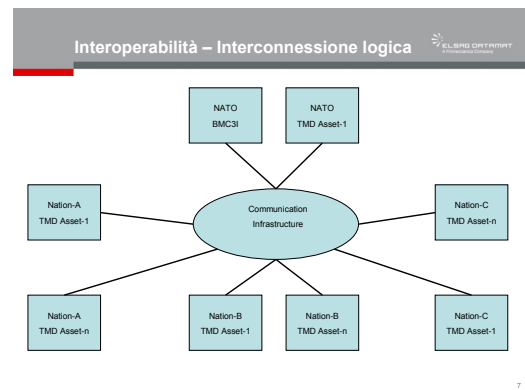 Interoperabilità – Interconnessione logica
ELSAG DATAMAT
A Finmeccanica Company
NATO
BMC3I
NATO
TMD Asset-1
Nation-A
TMD Asset-1
Communication
Infrastructure
Nation-C
TMD Asset-n
Nation-A
TMD Asset-n
Nation-B
TMD Asset-1
Nation-B
TMD Asset-n
Nation-C
TMD Asset-1
7